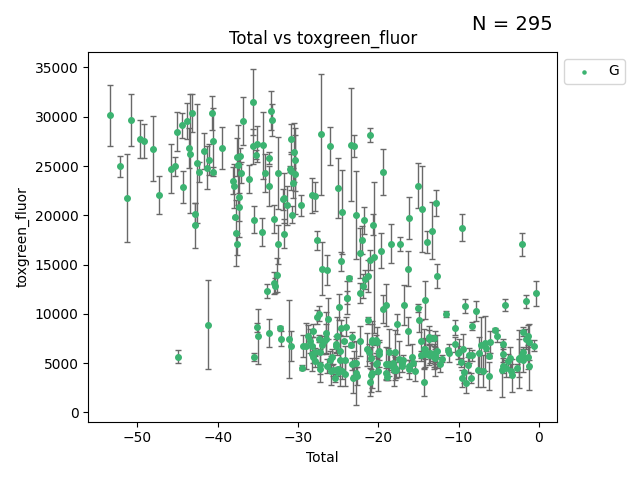 N = 295
Total vs toxgreen_fluor
G
toxgreen_fluor
35000
30000
25000
20000
15000
10000
5000
0
−50 −40 −30 −20 −10 0
Total